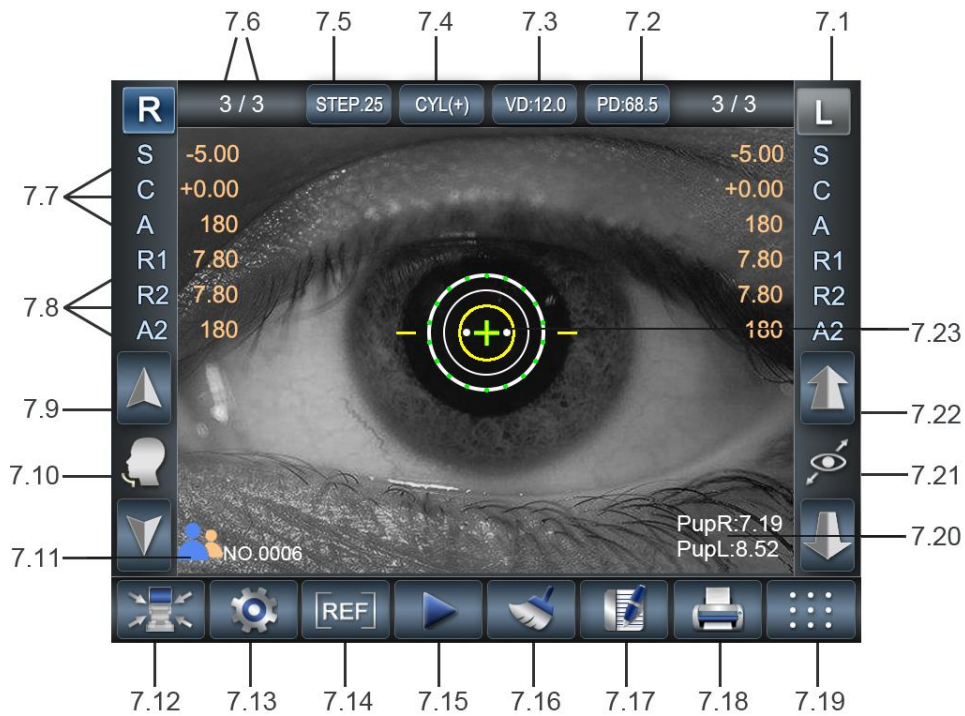 7.6 7.5 7.4 7.3 7.2 7.1
R 3 / 3 STEP.25 CYL(+) VD:12.0 PD:68.5 3 / 3 L
S -5.00 -5.00 S
7.7 C +0.00 +0.00 C
A 180 180 A
R1 7.80 7.80 R1
7.8 R2 7.80 7.80 R2
A2 180 180 A2 7.23
7.9 7.22
7.10 7.21
PupR:7.19
7.11 NO.0006 PupL:8.52 7.20
[REF]
7.12 7.13 7.14 7.15 7.16 7.17 7.18 7.19